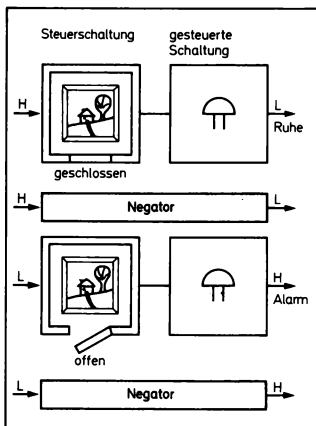 Steuerschaltung
gesteuerte
Schaltung
H
L
Ruhe
geschlossen
H
Negator
L
L
H
Alarm
offen
L
Negator
H